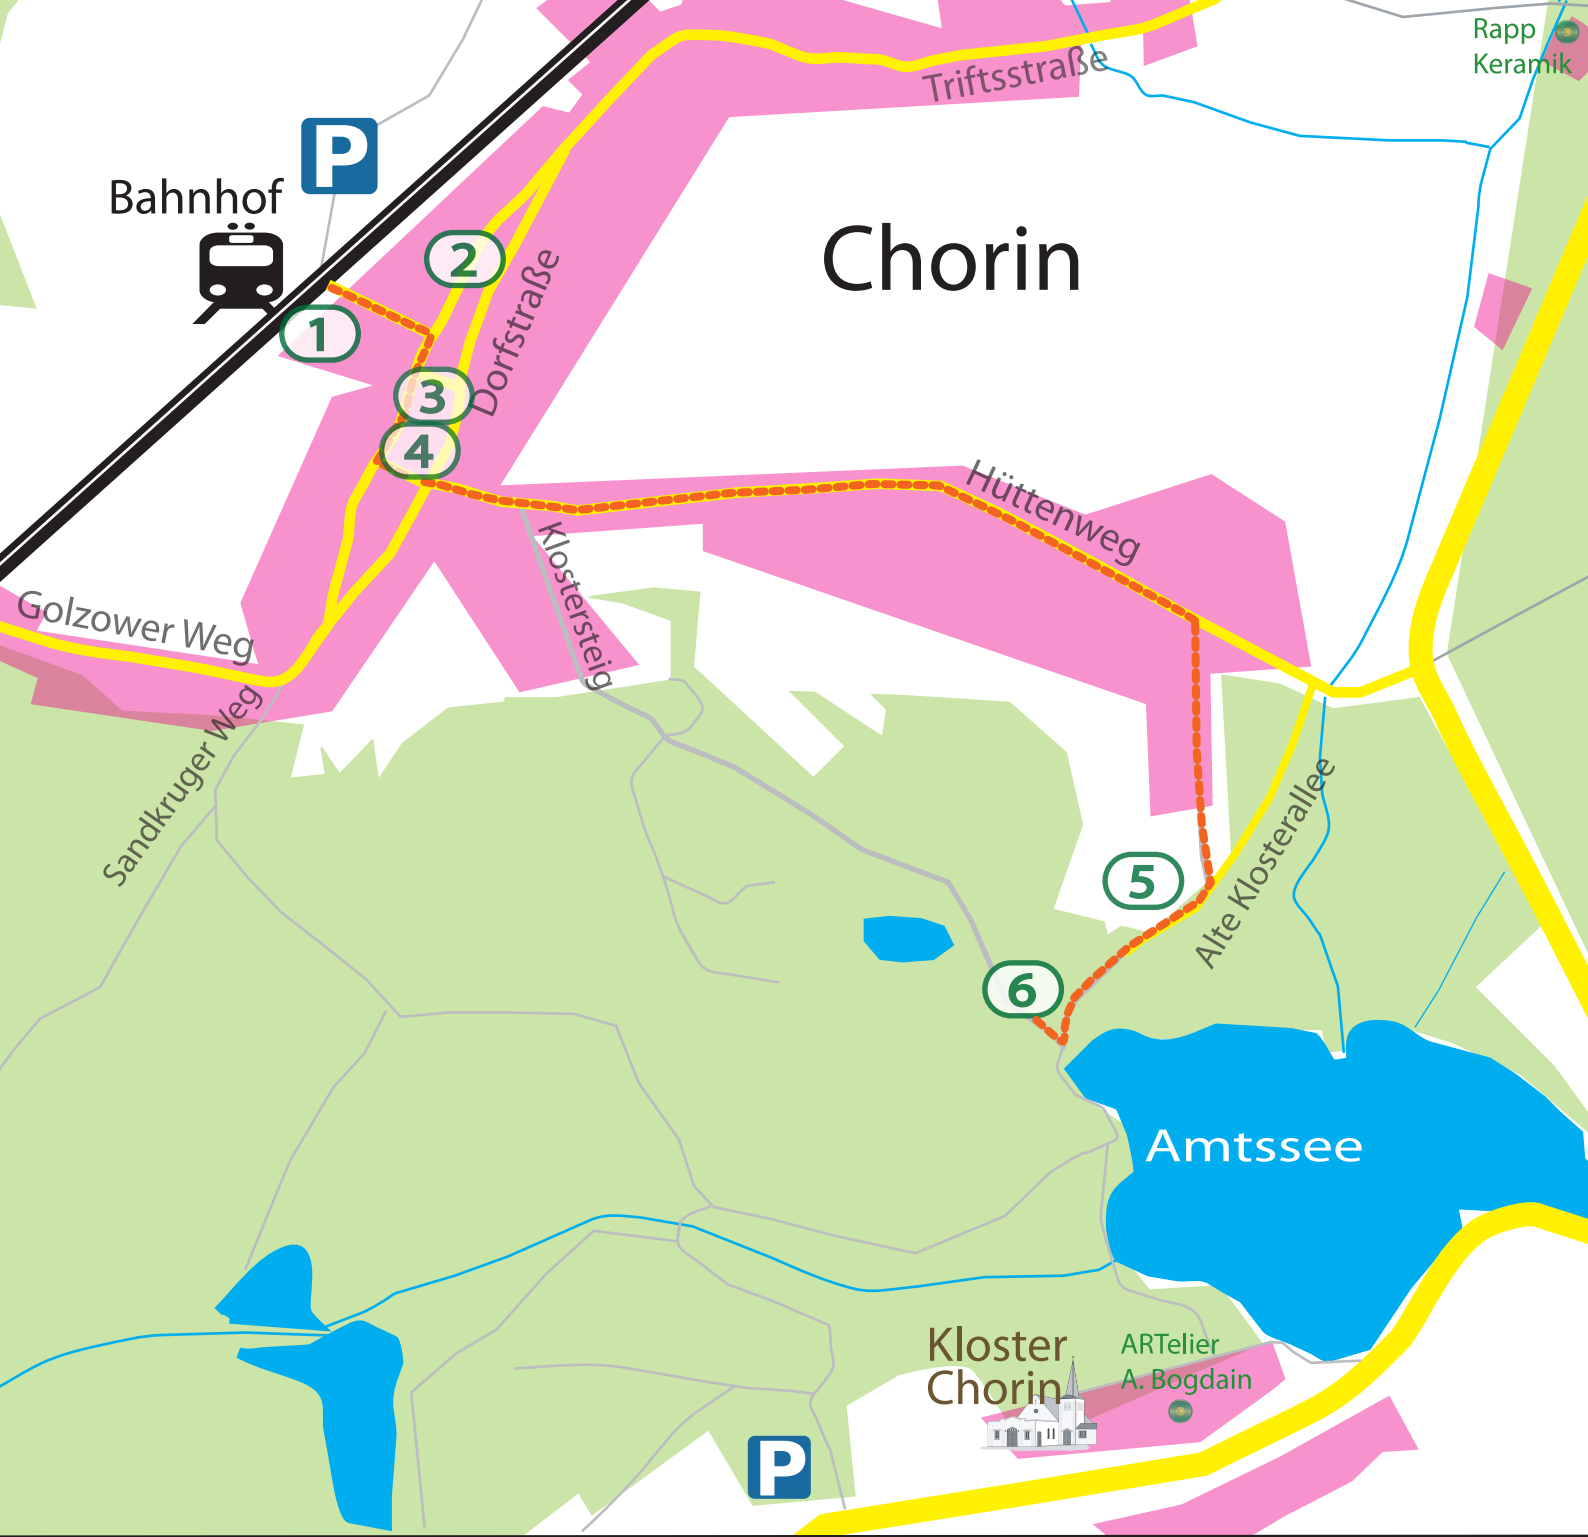 Rapp
Keramik
Triftsstraße
P
Bahnhof
Chorin
2
1
Dorfstraße
3
4
Hüttenweg
Klostersteig
Golzower Weg
Sandkruger Weg
Alte Klosterallee
5
6
Amtssee
Kloster
Chorin
ARTelier
A. Bogdain
P